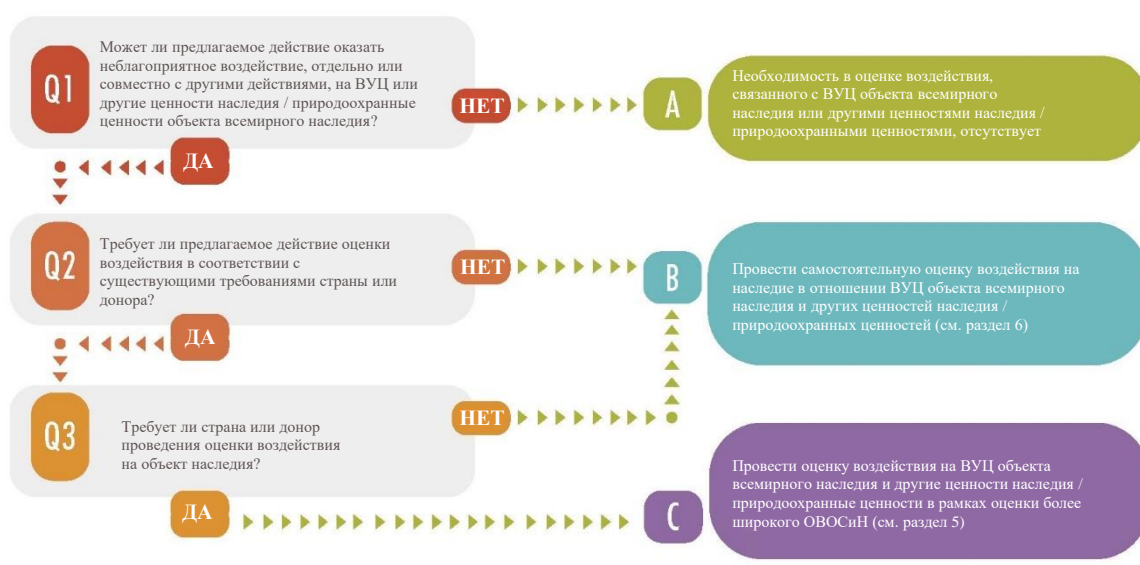 Q1
Может ли предлагаемое действие оказать
неблагоприятное воздействие, отдельно или
совместно с другими действиями, на ВУЦ или
другие ценности наследия / природоохранные
ценности объекта всемирного наследия?
НЕТ
A
Необходимость в оценке воздействия,
связанного с ВУЦ объекта всемирного
наследия или другими ценностями наследия /
природоохранными ценностями, отсутствует
ДА
Q2
Требует ли предлагаемое действие оценки
воздействия в соответствии с
существующими требованиями страны или
донора?
НЕТ
B
Провести самостоятельную оценку воздействия на
наследие в отношении ВУЦ объекта всемирного
наследия и других ценностей наследия /
природоохранных ценностей (см. раздел 6)
ДА
Q3
Требует ли страна или донор
проведения оценки воздействия
на объект наследия?
НЕТ
ДА
C
Провести оценку воздействия на ВУЦ объекта
всемирного наследия и другие ценности наследия /
природоохранные ценности в рамках оценки более
широкого ОВОСиН (см. раздел 5)